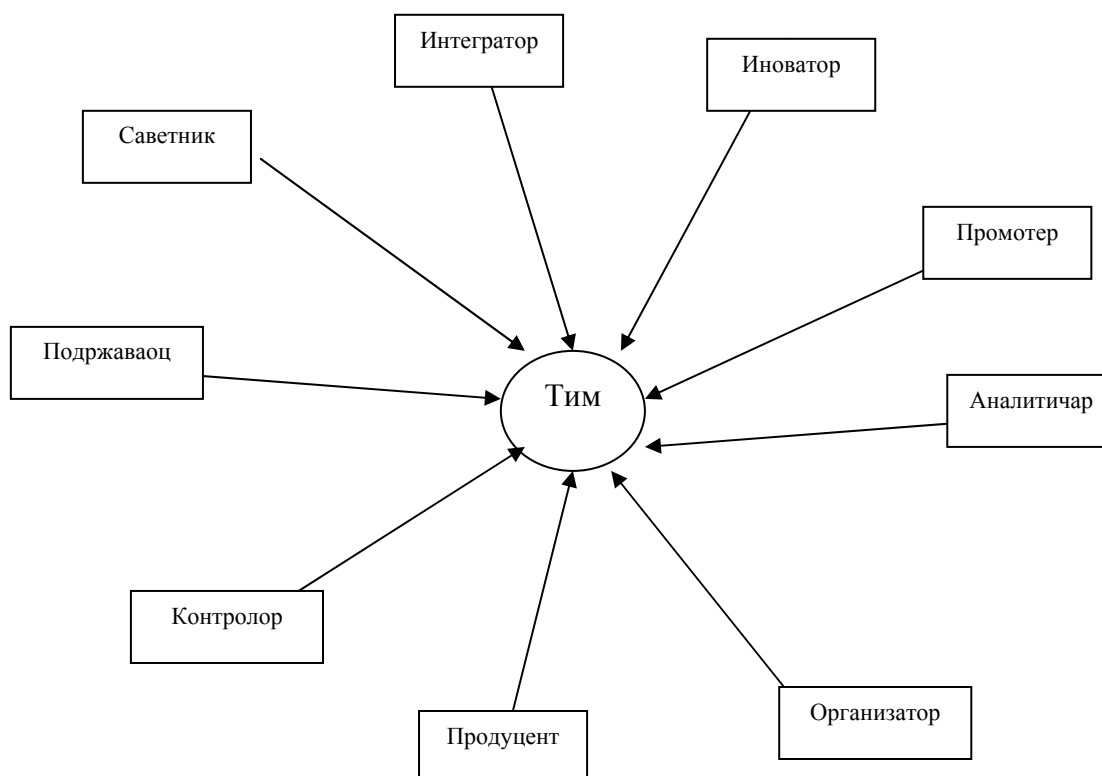 Интегратор
Иноватор
Саветник
Промотер
Подржаваоц
Тим
Аналитичар
Контролор
Организатор
Продуцент